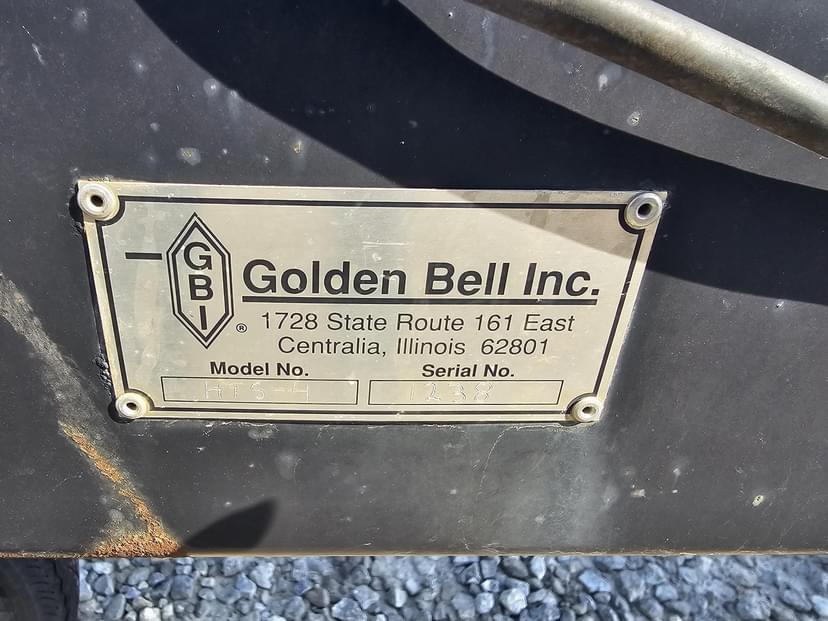 GBI
®
Golden Bell Inc.
1728 State Route 161 East
Centralia, Illinois 62801
Model No. Serial No.
HTS-4 1238